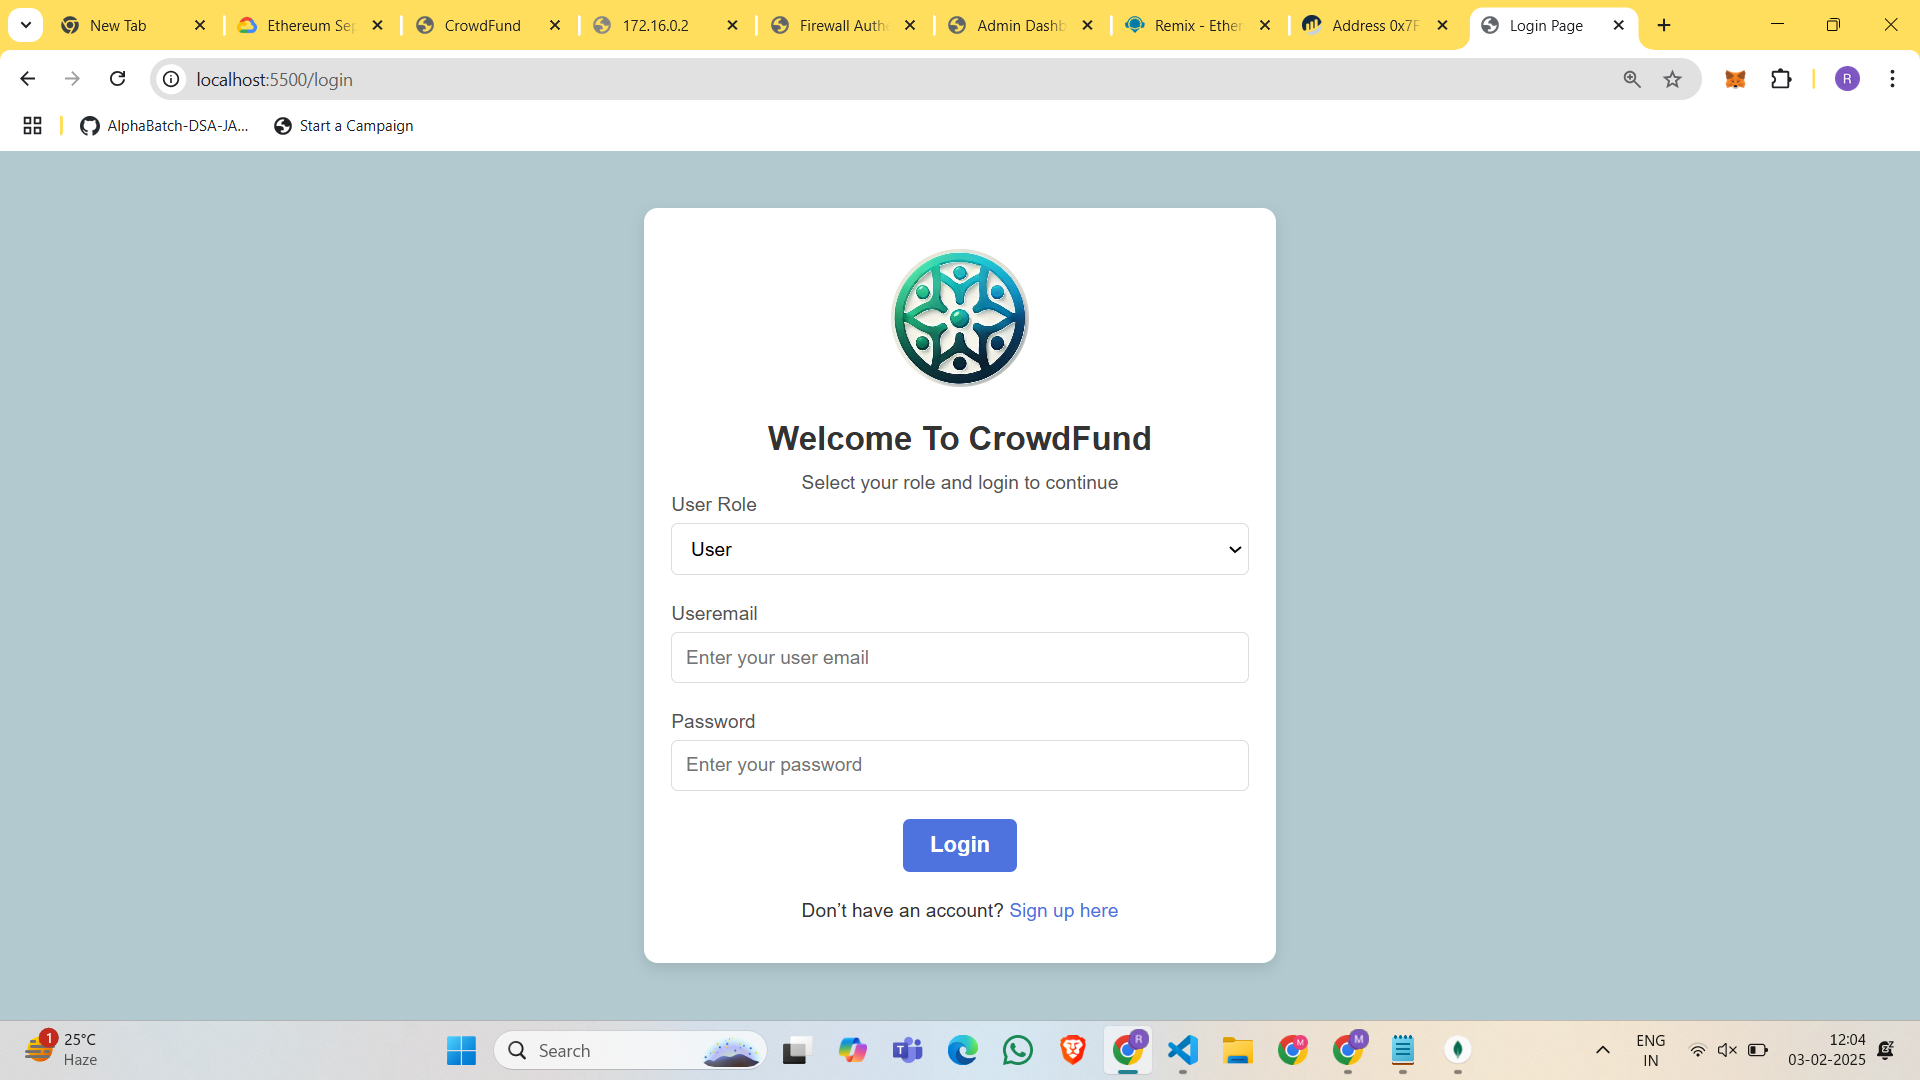 New Tab
Ethereum Sep
CrowdFund
172.16.0.2
Firewall Authe
Admin Dashb
Remix - Ether
Address 0x7F
Login Page
localhost:5500/login
R
AlphaBatch-DSA-JA...
Start a Campaign
Welcome To CrowdFund
Select your role and login to continue
User Role
User
Useremail
Enter your user email
Password
Enter your password
Login
Don’t have an account? Sign up here
1
25°C
Haze
Search
T
R
M
M
ENG
IN
12:04
03-02-2025